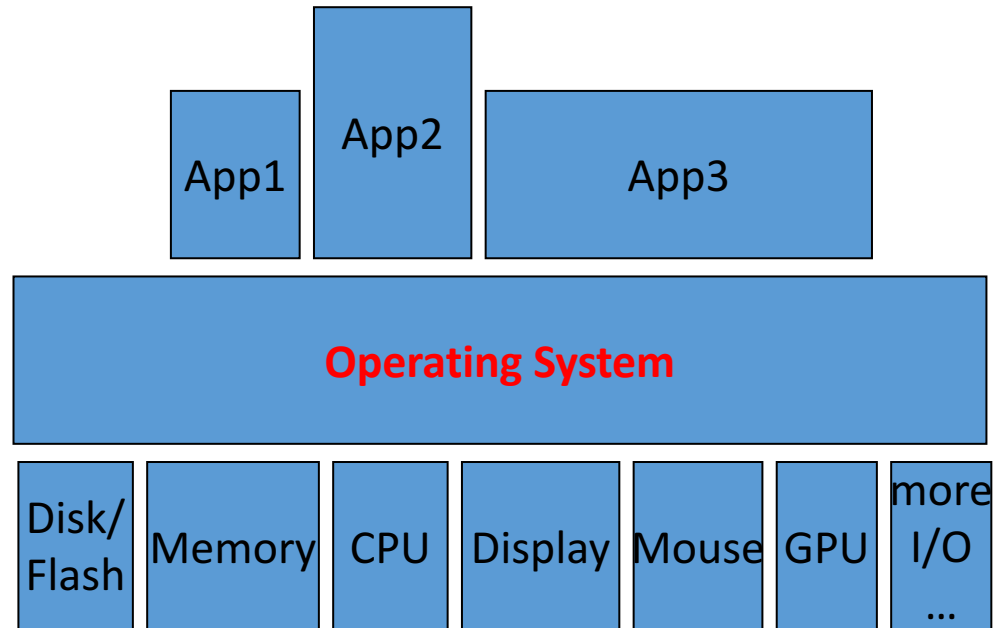 App1
App2
App3
Operating System
Disk/
Flash
Memory
CPU
Display
Mouse
GPU
more
I/O
...